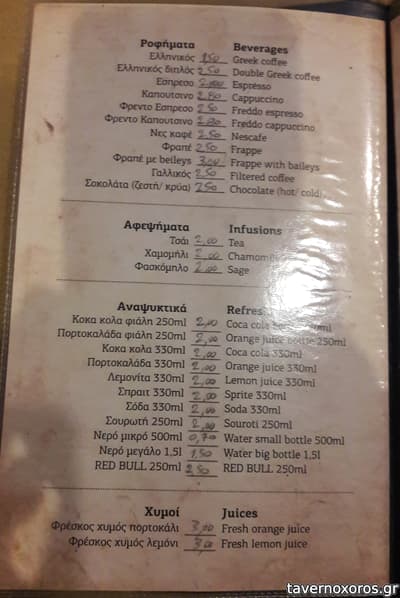 Ροφήματα Beverages
Ελληνικός 1,50 Greek coffee
Ελληνικός διπλός 2,50 Double Greek coffee
Εσπρεσο 2,00 Espresso
Καπουτσινο 2,80 Cappuccino
Φρεντο Εσπρεσο 2,50 Freddo espresso
Φρεντο Καπουτσινο 2,80 Freddo cappuccino
Νες καφέ 2,50 Nescafe
Φραπέ 2,50 Frappe
Φραπέ με beileys 3,00 Frappe with baileys
Γαλλικός 2,50 Filtered coffee
Σοκολάτα (ζεστή/ κρύα) 2,50 Chocolate (hot/ cold)
Αφεψήματα Infusions
Τσάι 2,00 Tea
Χαμομήλι 2,00 Chamomi
Φασκόμηλο 2,00 Sage
Αναψυκτικά Refres
Κοκα κολα φιάλη 250ml 2,00 Coca cola 250ml
Πορτοκαλάδα φιάλη 250ml 2,00 Orange juice bottle 250ml
Κοκα κολα 330ml 2,00 Coca cola 330ml
Πορτοκαλάδα 330ml 2,00 Orange juice 330ml
Λεμονίτα 330ml 2,00 Lemon juice 330ml
Σπραιτ 330ml 2,00 Sprite 330ml
Σόδα 330ml 2,00 Soda 330ml
Σουρωτή 250ml 2,00 Souroti 250ml
Νερό μικρό 500ml 0,70 Water small bottle 500ml
Νερό μεγάλο 1,5l 1,50 Water big bottle 1,5l
RED BULL 250ml 2,50 RED BULL 250ml
Χυμοί Juices
Φρέσκος χυμός πορτοκάλι 3,00 Fresh orange juice
Φρέσκος χυμός λεμόνι 3,00 Fresh lemon juice
tavernoxoros.gr